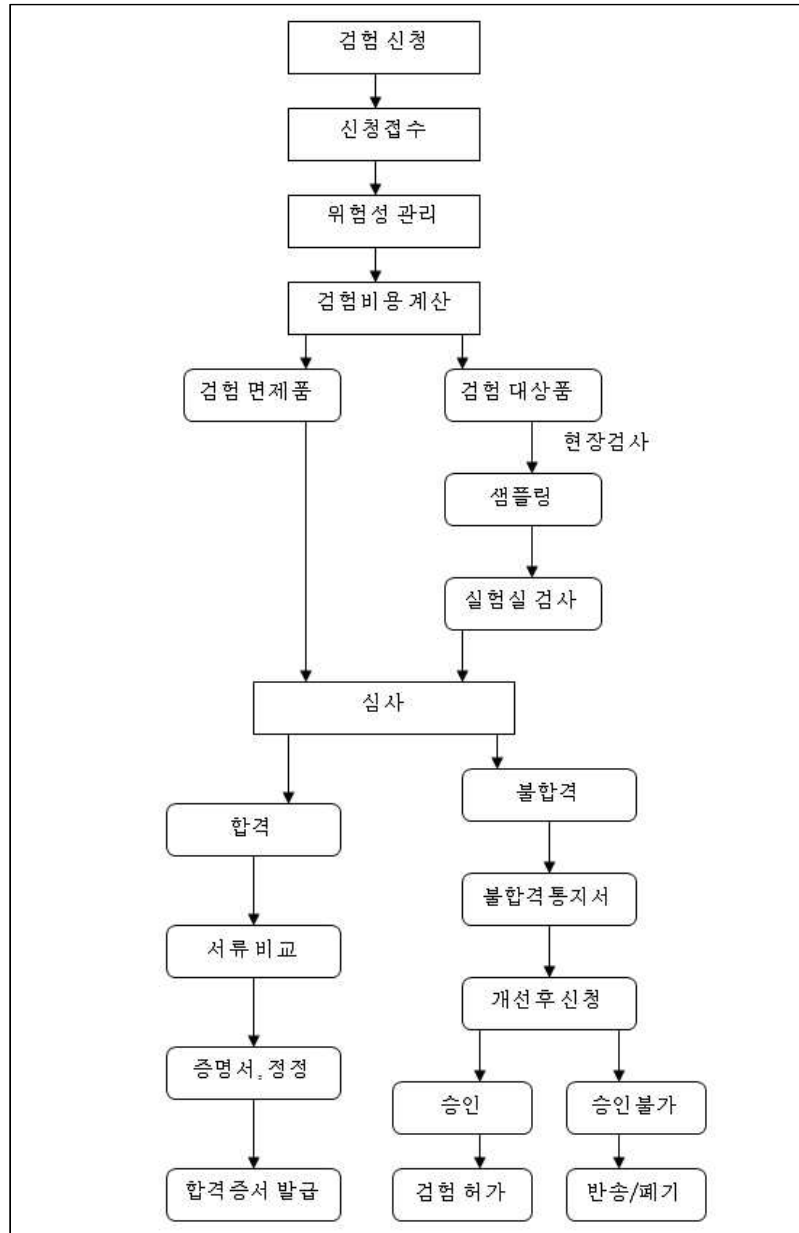 검험 신청
신청접수
위험성 관리
검험비용 계산
검험 면제품
검험 대상품
현장검사
샘플링
실험실 검사
심사
불합격
합격
불합격통지서
서류 비교
개선후 신청
증명서, 정정
승인
승인 불가
합격증서 발급
검험 허가
반송/폐기